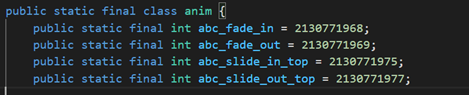 public static final class anim {
public static final int abc_fade_in = 2130771968;
public static final int abc_fade_out = 2130771969;
public static final int abc_slide_in_top = 2130771975;
public static final int abc_slide_out_top = 2130771977;